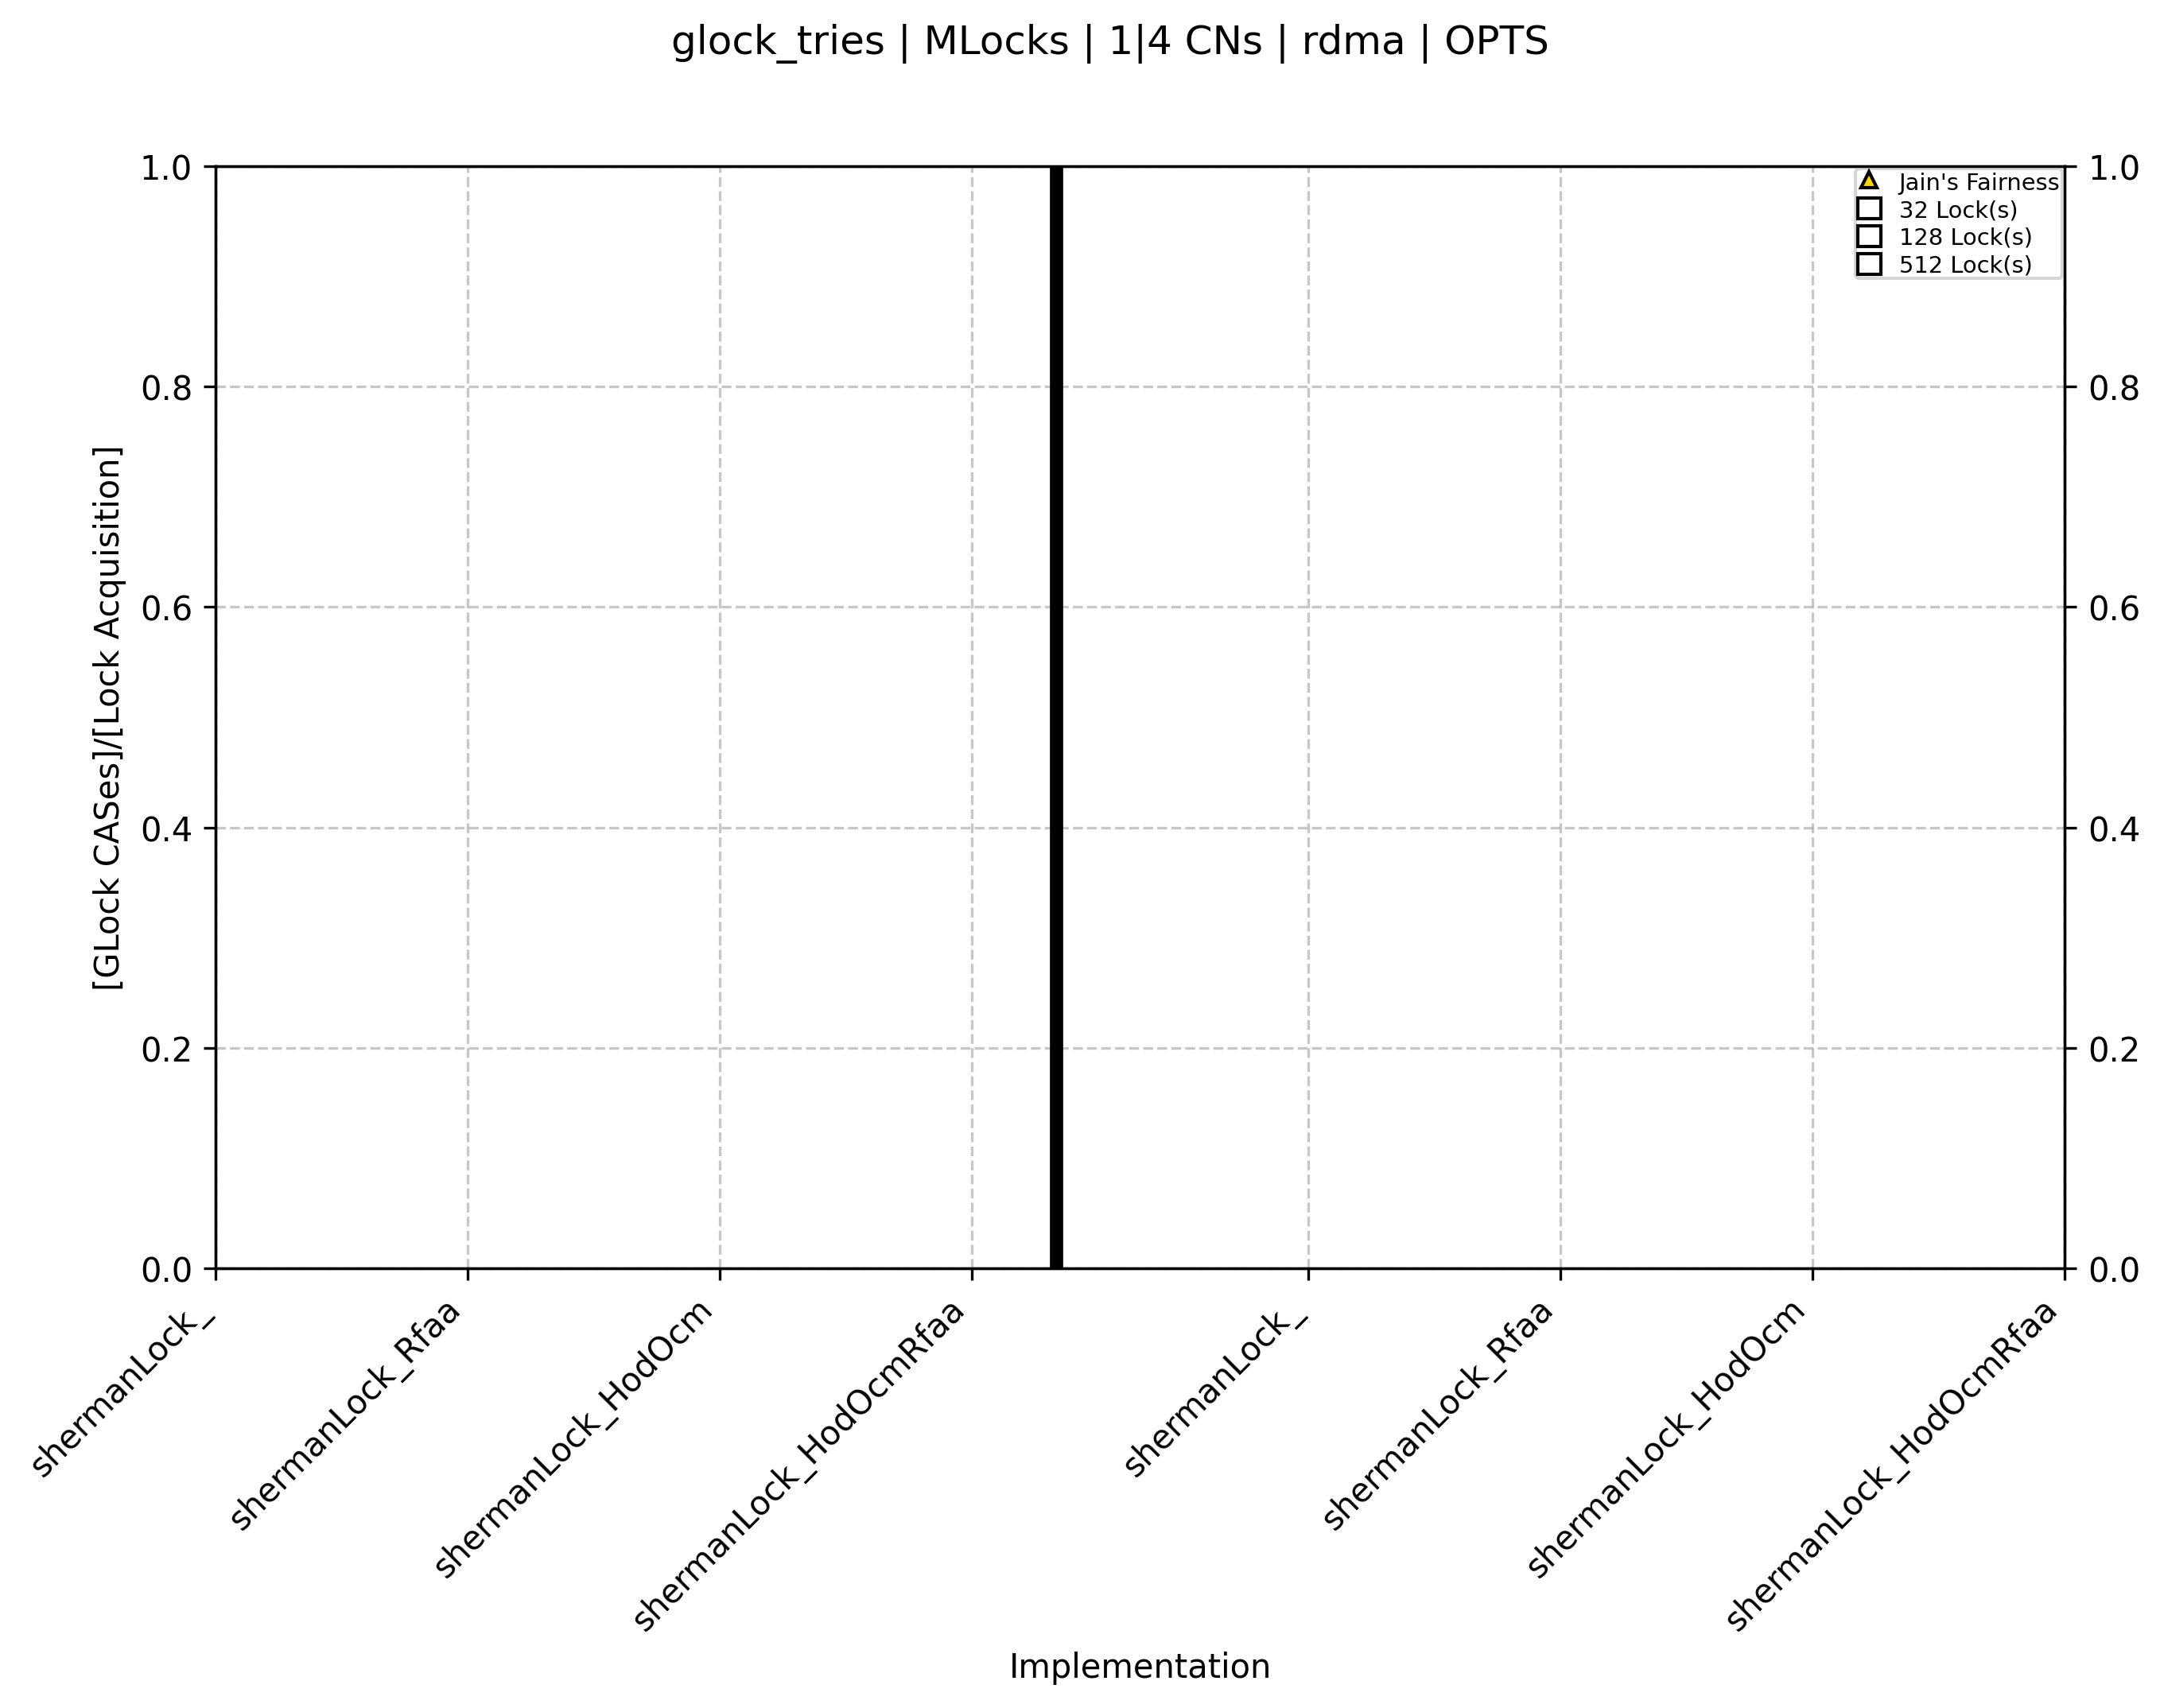 glock_tries | MLocks | 1|4 CNs | rdma | OPTS
1.0
0.8
0.6
0.4
0.2
0.0
[GLock CASes]/[Lock Acquisition]
1.0
0.8
0.6
0.4
0.2
0.0
Jain's Fairness
32 Lock(s)
128 Lock(s)
512 Lock(s)
shermanLock_
shermanLock_Rfaa
shermanLock_HodOcm
shermanLock_HodOcmRfaa
shermanLock_
shermanLock_Rfaa
shermanLock_HodOcm
shermanLock_HodOcmRfaa
Implementation